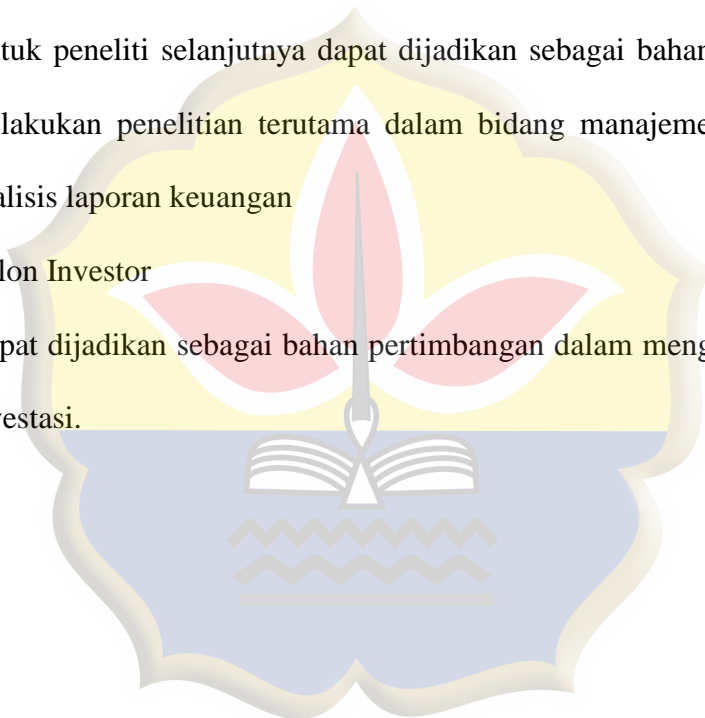 tuk peneliti selanjutnya dapat dijadikan sebagai bahan
lakukan penelitian terutama dalam bidang manajeme
alisis laporan keuangan
lon Investor
pat dijadikan sebagai bahan pertimbangan dalam meng
vestasi.